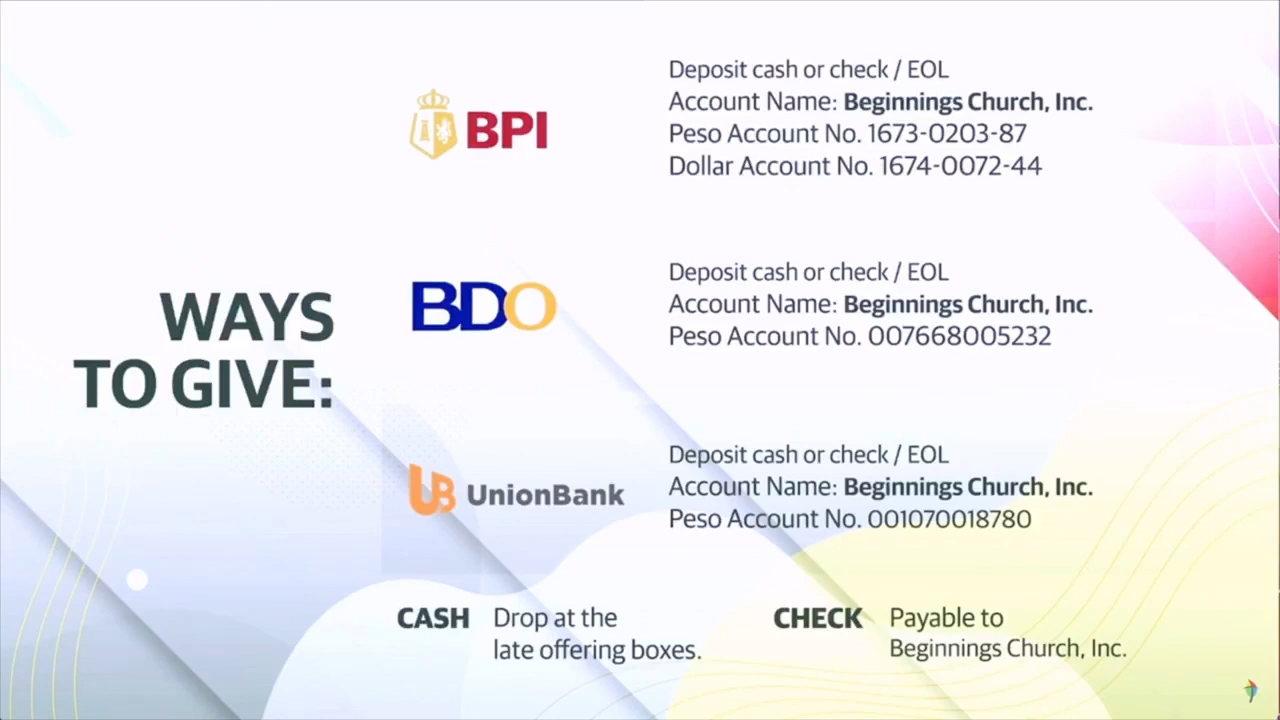 WAYS
TO GIVE:
BPI
Deposit cash or check / EOL
Account Name: Beginnings Church, Inc.
Peso Account No. 1673-0203-87
Dollar Account No. 1674-0072-44
BDO
Deposit cash or check / EOL
Account Name: Beginnings Church, Inc.
Peso Account No. 007668005232
UB UnionBank
Deposit cash or check / EOL
Account Name: Beginnings Church, Inc.
Peso Account No. 001070018780
CASH Drop at the
late offering boxes.
CHECK Payable to
Beginnings Church, Inc.